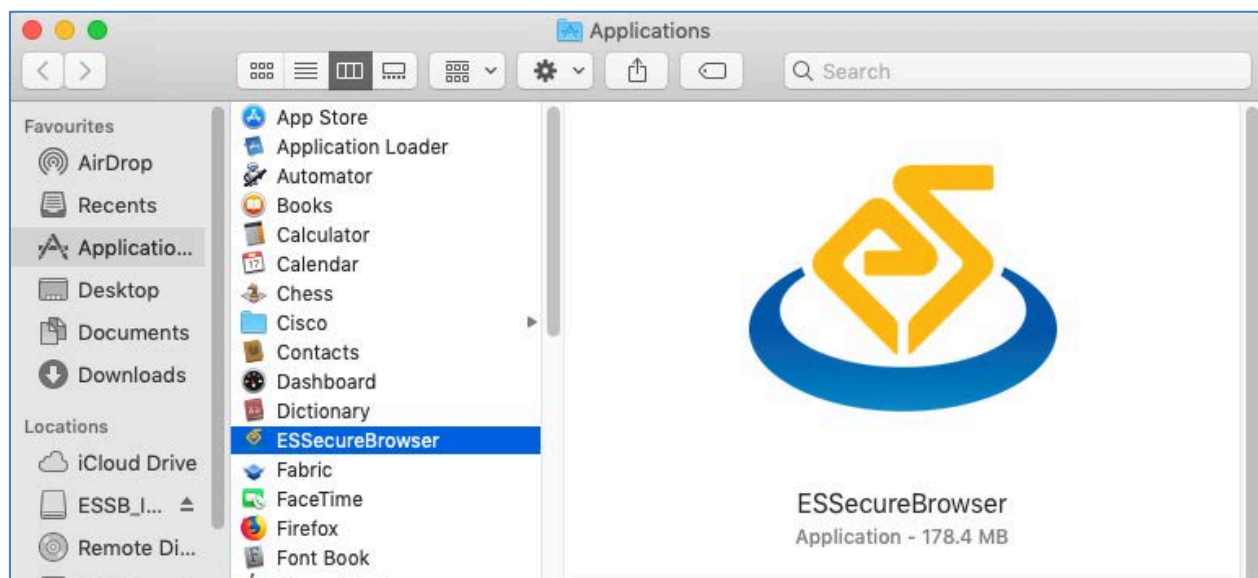 Applications
Search
Favourites
AirDrop
Recents
Applicatio...
Desktop
Documents
Downloads
Locations
iCloud Drive
ESSB_I...
Remote Di...
App Store
Application Loader
Automator
Books
Calculator
Calendar
Chess
Cisco
Contacts
Dashboard
Dictionary
ESSecureBrowser
Fabric
FaceTime
Firefox
Font Book
ESSecureBrowser
Application - 178.4 MB